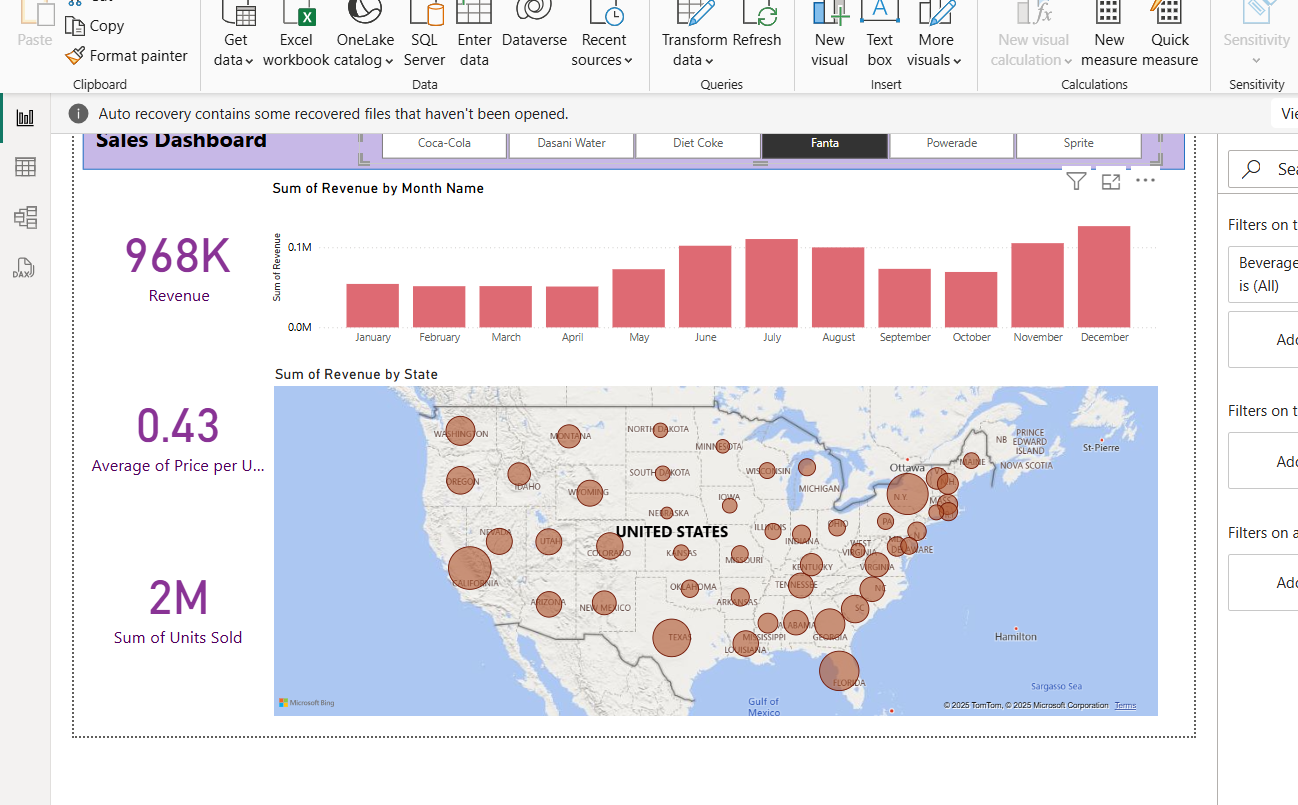 Cut
Paste
Copy
Format painter
Clipboard
Get
data
Excel
workbook
OneLake
catalog
SQL
Server
Enter
data
Dataverse
Recent
sources
Data
Transform
data
Refresh
Queries
New
visual
Text
box
More
visuals
Insert
New visual
calculation
New
measure
Quick
measure
Calculations
Sensitivity
Sensitivity
Auto recovery contains some recovered files that haven't been opened.
Sales Dashboard
Coca-Cola
Dasani Water
Diet Coke
Fanta
Powerade
Sprite
DAX
Sum of Revenue by Month Name
Sum of Revenue
0.1M
0.0M
January
February
March
April
May
June
July
August
September
October
November
December
968K
Revenue
0.43
Average of Price per U...
2M
Sum of Units Sold
Sum of Revenue by State
WASHINGTON
MONTANA
NORTH DAKOTA
MINNESOTA
OREGON
IDAHO
WYOMING
SOUTH DAKOTA
WISCONSIN
MICHIGAN
Ottawa
MAINE
NB
PRINCE
EDWARD
ISLAND
NOVA SCOTIA
St-Pierre
N Y
MASS
IOWA
NEBRASKA
NEVADA
UTAH
COLORADO
UNITED STATES
KANSAS
MISSOURI
ILLINOIS
INDIANA
OHIO
PA
WEST
VIRGINIA
DELAWARE
KENTUCKY
VIRGINIA
CALIFORNIA
ARIZONA
NEW MEXICO
OKLAHOMA
ARKANSAS
TENNESSEE
NC
SC
TEXAS
LOUISIANA
MISSISSIPPI
ALABAMA
GEORGIA
FLORIDA
Hamilton
Sargasso Sea
Gulf of
Mexico
Microsoft Bing
© 2025 TomTom, © 2025 Microsoft Corporation Terms
Filters on
Beverage
is (All)
Filters on
Filters on